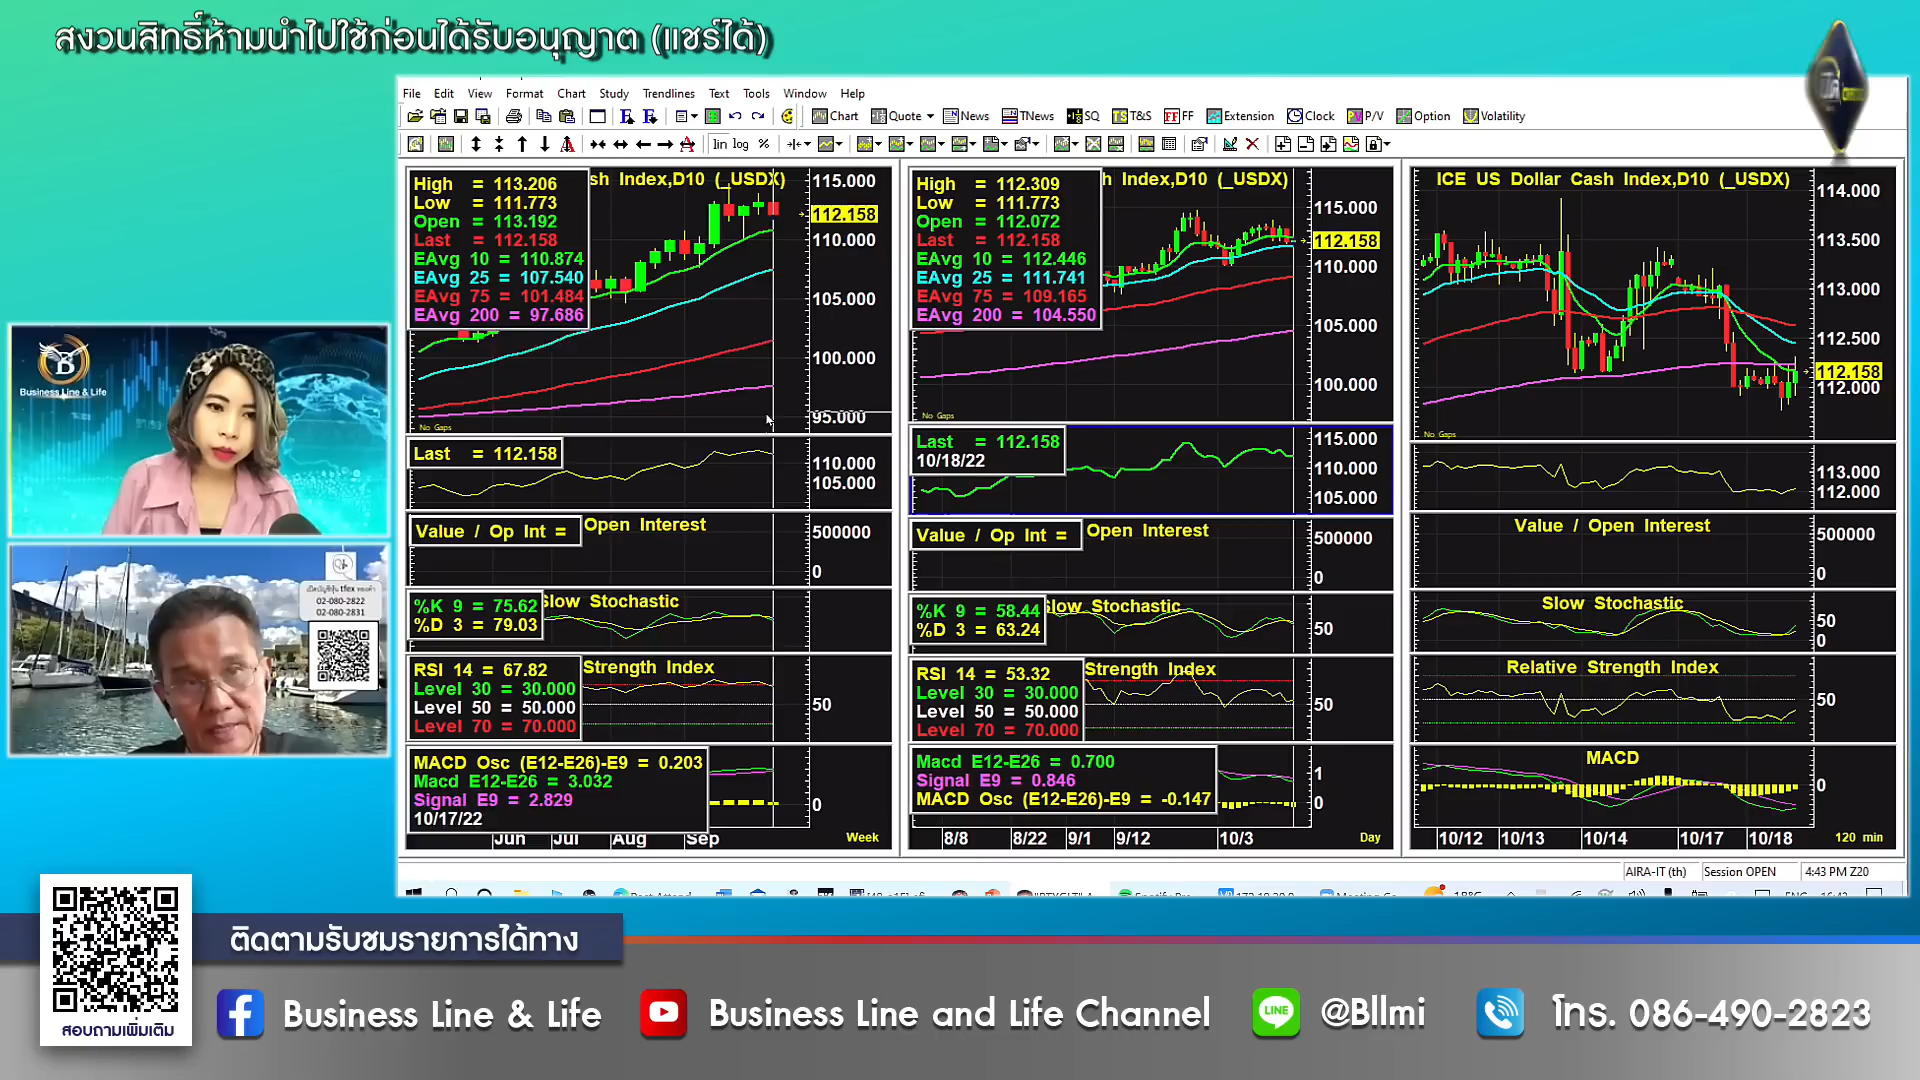 สงวนสิทธิ์ห้ามนำไปใช้ก่อนได้รับอนุญาต (แชร์ได้)
File Edit View Format Chart Study Trendlines Text Tools Window Help
Chart Quote News TNews SQ T&S FF Extension Clock P/V Option Volatility
lin log %
High = 113.206
Low = 111.773
Open = 113.192
Last = 112.158
EAvg 10 = 110.874
EAvg 25 = 107.540
EAvg 75 = 101.484
EAvg 200 = 97.686
sh Index,D10 (_USDX)
115.000
112.158
110.000
105.000
100.000
95.000
No Gaps
Last = 112.158
110.000
105.000
Value / Op Int =
Open Interest
500000
0
%K 9 = 75.62
%D 3 = 79.03
Slow Stochastic
RSI 14 = 67.82
Level 30 = 30.000
Level 50 = 50.000
Level 70 = 70.000
Strength Index
50
MACD Osc (E12-E26)-E9 = 0.203
Macd E12-E26 = 3.032
Signal E9 = 2.829
10/17/22
0
Jun Jul Aug Sep Week
High = 112.309
Low = 111.773
Open = 112.072
Last = 112.158
EAvg 10 = 112.446
EAvg 25 = 111.741
EAvg 75 = 109.165
EAvg 200 = 104.550
h Index,D10 (_USDX)
115.000
112.158
110.000
105.000
100.000
No Gaps
Last = 112.158
10/18/22
115.000
110.000
105.000
Value / Op Int =
Open Interest
500000
0
%K 9 = 58.44
%D 3 = 63.24
Slow Stochastic
50
RSI 14 = 53.32
Level 30 = 30.000
Level 50 = 50.000
Level 70 = 70.000
Strength Index
50
Macd E12-E26 = 0.700
Signal E9 = 0.846
MACD Osc (E12-E26)-E9 = -0.147
1
0
8/8 8/22 9/1 9/12 10/3 Day
ICE US Dollar Cash Index,D10 (_USDX)
114.000
113.500
113.000
112.500
112.158
112.000
No Gaps
113.000
112.000
Value / Open Interest
500000
0
Slow Stochastic
50
0
Relative Strength Index
50
MACD
0
10/12 10/13 10/14 10/17 10/18 120 min
AIRA-IT (th) Session OPEN 4:43 PM Z20
Business Line & Life
02-080-2822
02-080-2831
สอบถามเพิ่มเติม
ติดตามรับชมรายการได้ทาง
Business Line & Life
Business Line and Life Channel
LINE
@Bllmi
โทร. 086-490-2823